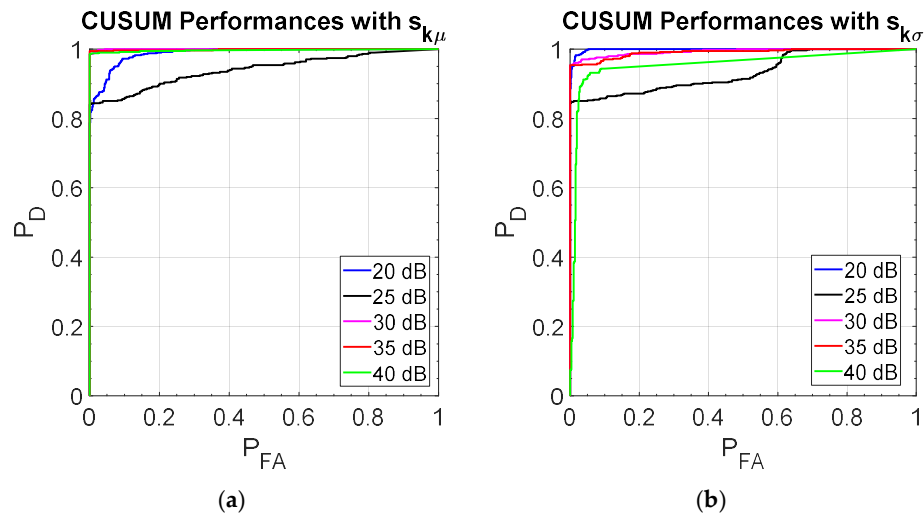 CUSUM Performances with s_kμ
1
0.8
0.6
0.4
0.2
0
P_D
0 0.2 0.4 0.6 0.8 1
P_FA
20 dB
25 dB
30 dB
35 dB
40 dB
(a)
CUSUM Performances with s_kσ
1
0.8
0.6
0.4
0.2
0
P_D
0 0.2 0.4 0.6 0.8 1
P_FA
20 dB
25 dB
30 dB
35 dB
40 dB
(b)